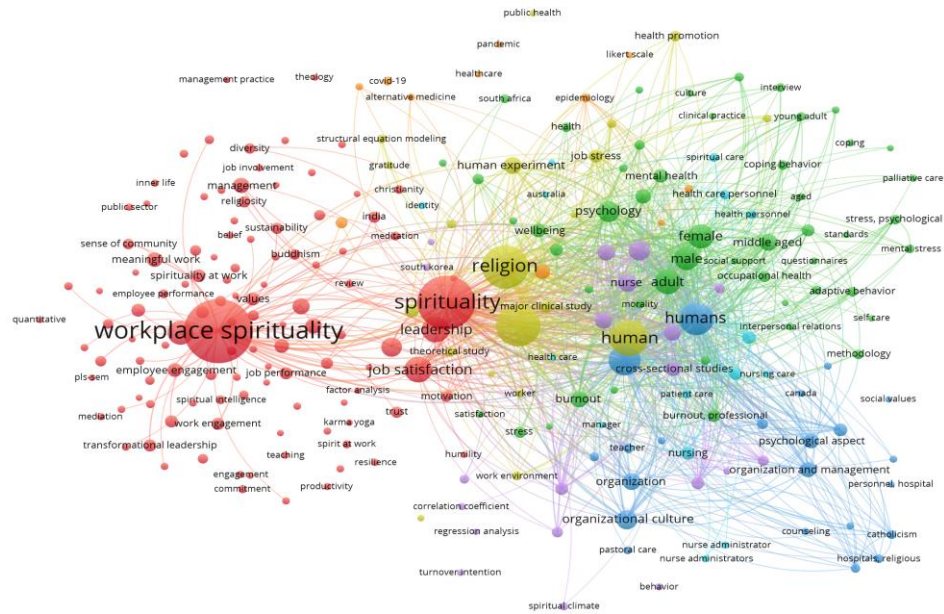 public health
health promotion
pandemic
likert scale
management practice
theology
healthcare
covid-19
culture
interview
alternative medicine
south africa
epidemiology
clinical practice
young adult
health
structural equation modeling
diversity
coping
job stress
spiritual care
gratitude
human experiment
coping behavior
job involvement
mental health
palliative care
inner life
management
christianity
australia
health care personnel
aged
religiosity
identity
public sector
psychology
health personnel
stress, psychological
india
sustainability
belief
wellbeing
female
standards
meditation
middle aged
sense of community
mental stress
meaningful work
buddhism
male
social support
questionnaires
south korea
religion
spirituality at work
occupational health
nurse
adult
review
employee performance
adaptive behavior
values
spirituality
major clinical study
morality
quantitative
humans
self care
workplace spirituality
leadership
interpersonal relations
human
theoretical study
methodology
health care
pls-sem
employee engagement
job performance
job satisfaction
cross-sectional studies
nursing care
factor analysis
motivation
worker
patient care
canada
spiritual intelligence
burnout
social values
mediation
karma yoga
trust
satisfaction
burnout, professional
work engagement
manager
stress
spirit at work
psychological aspect
transformational leadership
teacher
teaching
humility
nursing
resilience
organization and management
engagement
work environment
commitment
productivity
organization
personnel, hospital
correlation coefficient
organizational culture
regression analysis
counseling
catholicism
nurse administrator
pastoral care
nurse administrators
hospitals, religious
turnover intention
behavior
spiritual climate